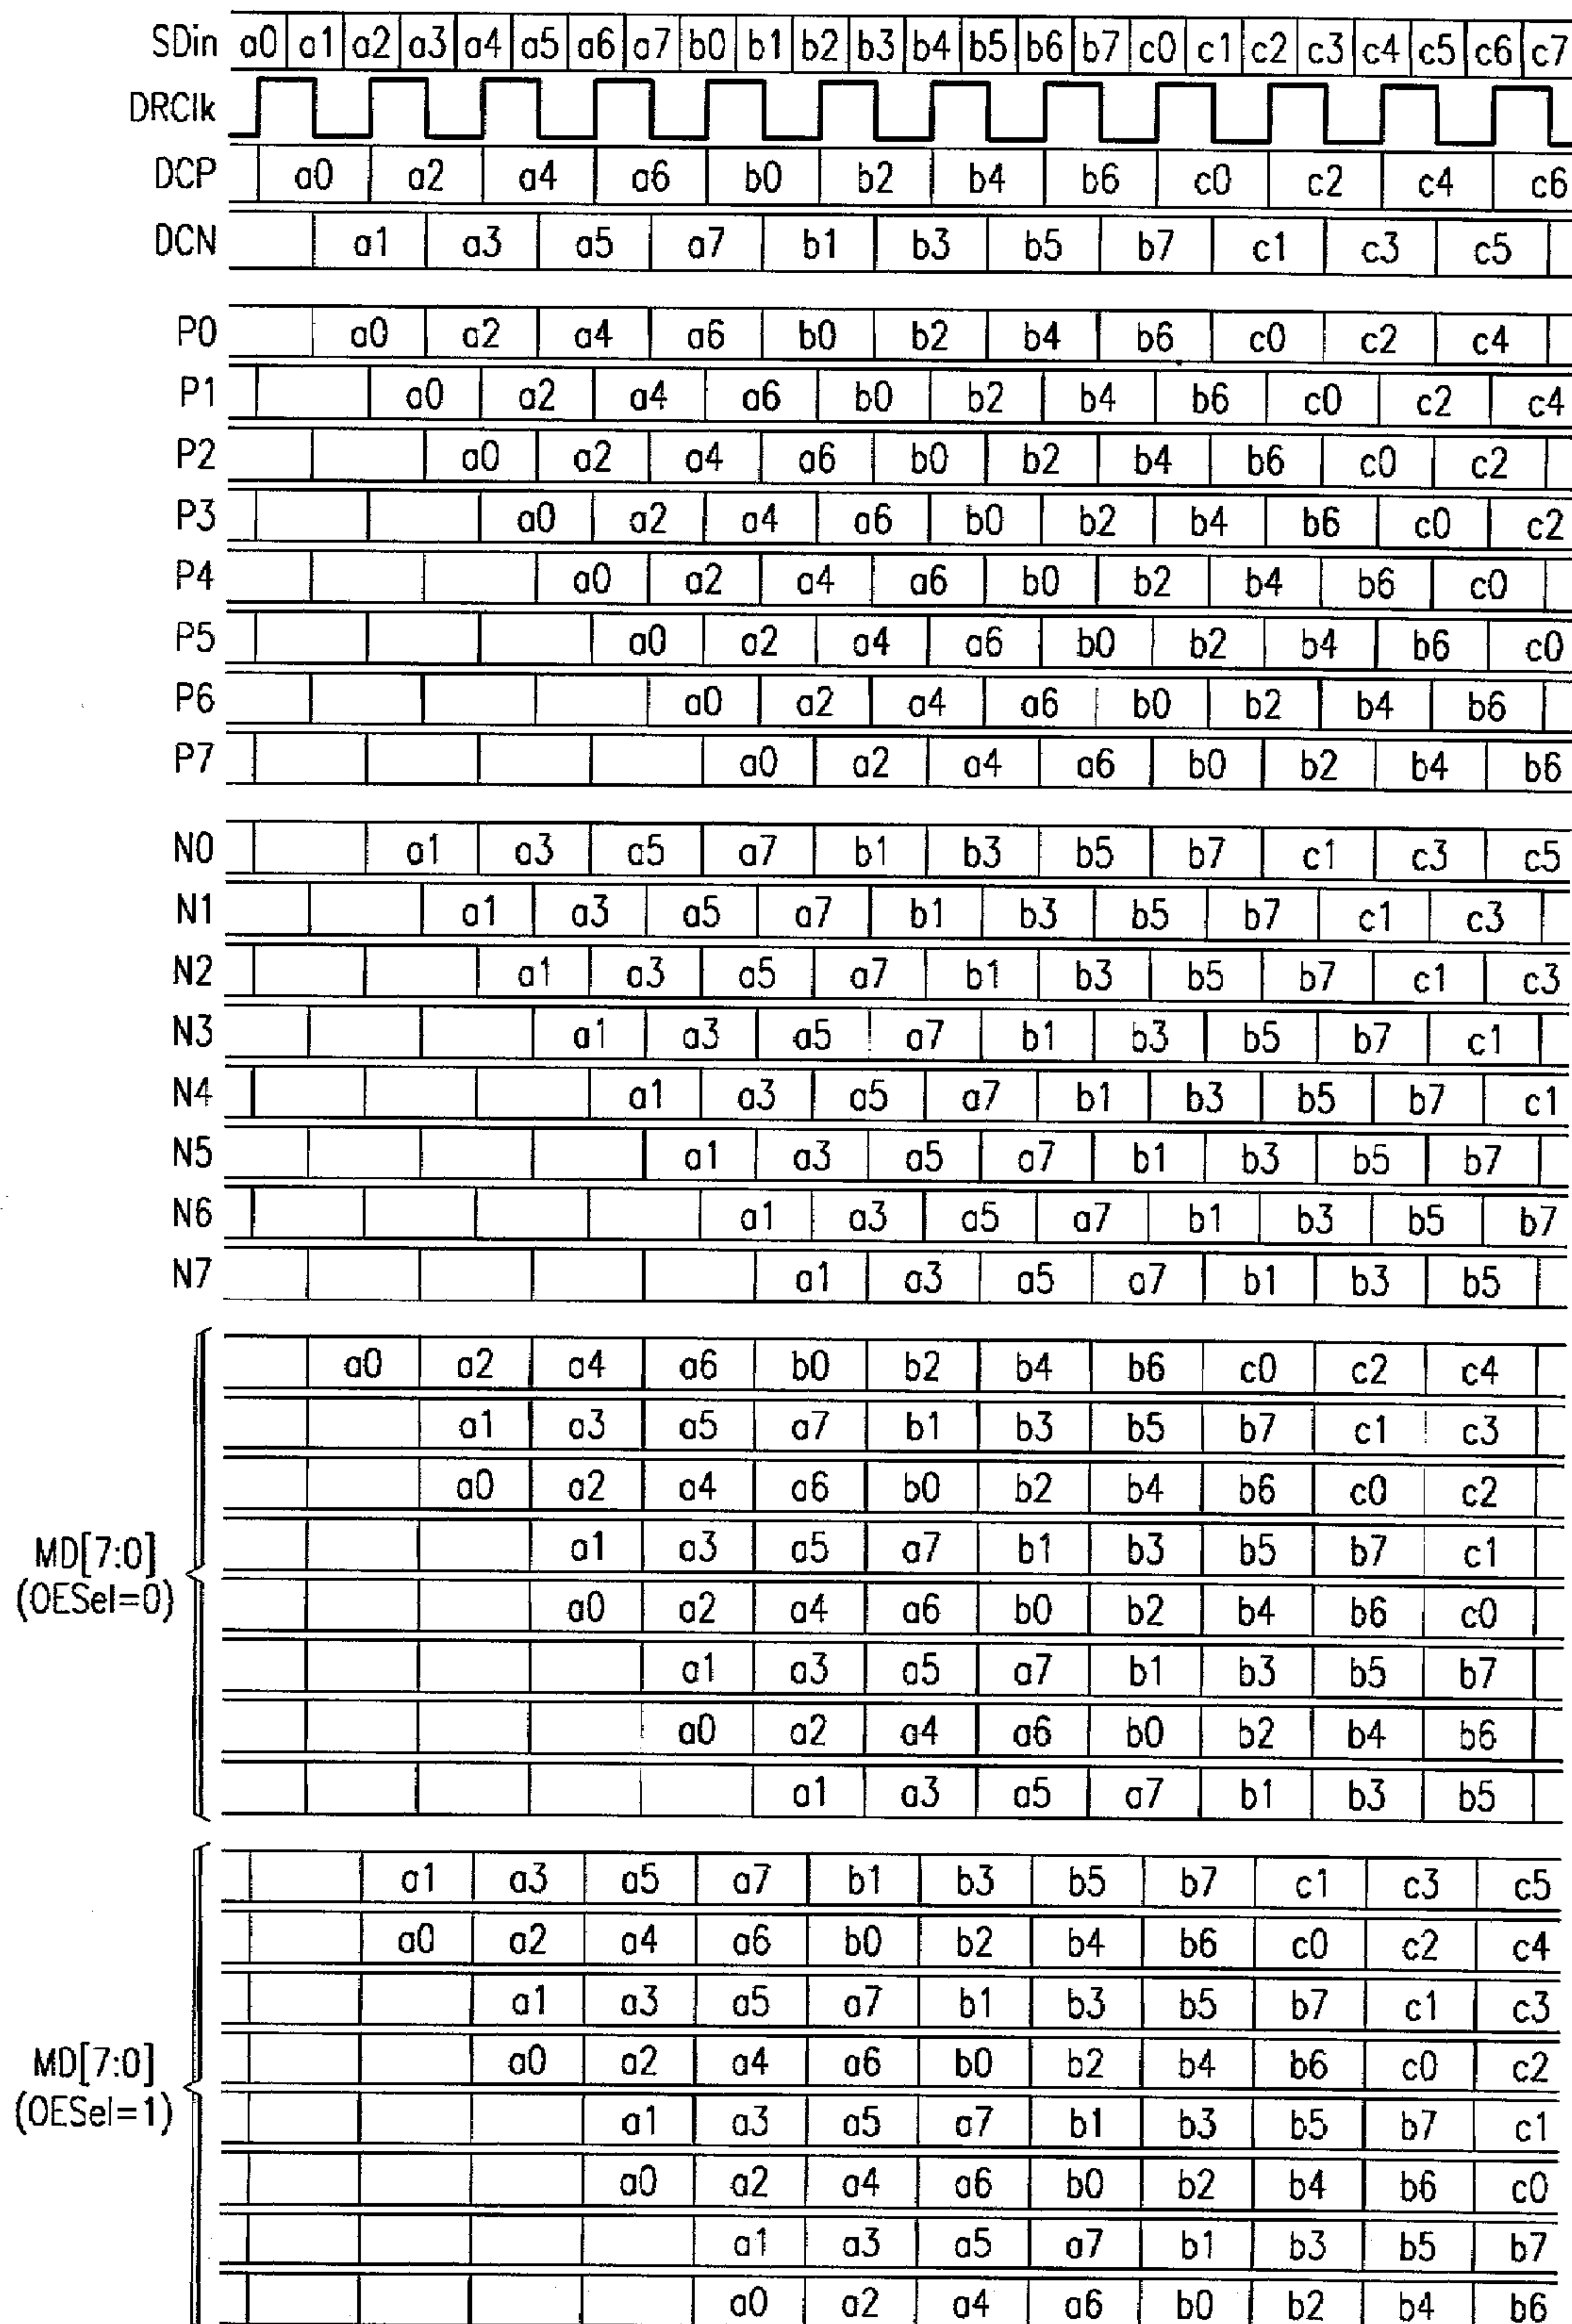 SDin a0 a1 a2 a3 a4 a5 a6 a7 b0 b1 b2 b3 b4 b5 b6 b7 c0 c1 c2 c3 c4 c5 c6 c7
DRClk
DCP a0 a2 a4 a6 b0 b2 b4 b6 c0 c2 c4 c6
DCN a1 a3 a5 a7 b1 b3 b5 b7 c1 c3 c5
P0 a0 a2 a4 a6 b0 b2 b4 b6 c0 c2 c4
P1 a0 a2 a4 a6 b0 b2 b4 b6 c0 c2 c4
P2 a0 a2 a4 a6 b0 b2 b4 b6 c0 c2
P3 a0 a2 a4 a6 b0 b2 b4 b6 c0 c2
P4 a0 a2 a4 a6 b0 b2 b4 b6 c0
P5 a0 a2 a4 a6 b0 b2 b4 b6 c0
P6 a0 a2 a4 a6 b0 b2 b4 b6
P7 a0 a2 a4 a6 b0 b2 b4 b6
N0 a1 a3 a5 a7 b1 b3 b5 b7 c1 c3 c5
N1 a1 a3 a5 a7 b1 b3 b5 b7 c1 c3
N2 a1 a3 a5 a7 b1 b3 b5 b7 c1 c3
N3 a1 a3 a5 a7 b1 b3 b5 b7 c1
N4 a1 a3 a5 a7 b1 b3 b5 b7 c1
N5 a1 a3 a5 a7 b1 b3 b5 b7
N6 a1 a3 a5 a7 b1 b3 b5 b7
N7 a1 a3 a5 a7 b1 b3 b5
MD[7:0]
(OESel=0)
a0 a2 a4 a6 b0 b2 b4 b6 c0 c2 c4
a1 a3 a5 a7 b1 b3 b5 b7 c1 c3
a0 a2 a4 a6 b0 b2 b4 b6 c0 c2
a1 a3 a5 a7 b1 b3 b5 b7 c1
a0 a2 a4 a6 b0 b2 b4 b6 c0
a1 a3 a5 a7 b1 b3 b5 b7
a0 a2 a4 a6 b0 b2 b4 b6
a1 a3 a5 a7 b1 b3 b5
MD[7:0]
(OESel=1)
a1 a3 a5 a7 b1 b3 b5 b7 c1 c3 c5
a0 a2 a4 a6 b0 b2 b4 b6 c0 c2 c4
a1 a3 a5 a7 b1 b3 b5 b7 c1 c3
a0 a2 a4 a6 b0 b2 b4 b6 c0 c2
a1 a3 a5 a7 b1 b3 b5 b7 c1
a0 a2 a4 a6 b0 b2 b4 b6 c0
a1 a3 a5 a7 b1 b3 b5 b7
a0 a2 a4 a6 b0 b2 b4 b6